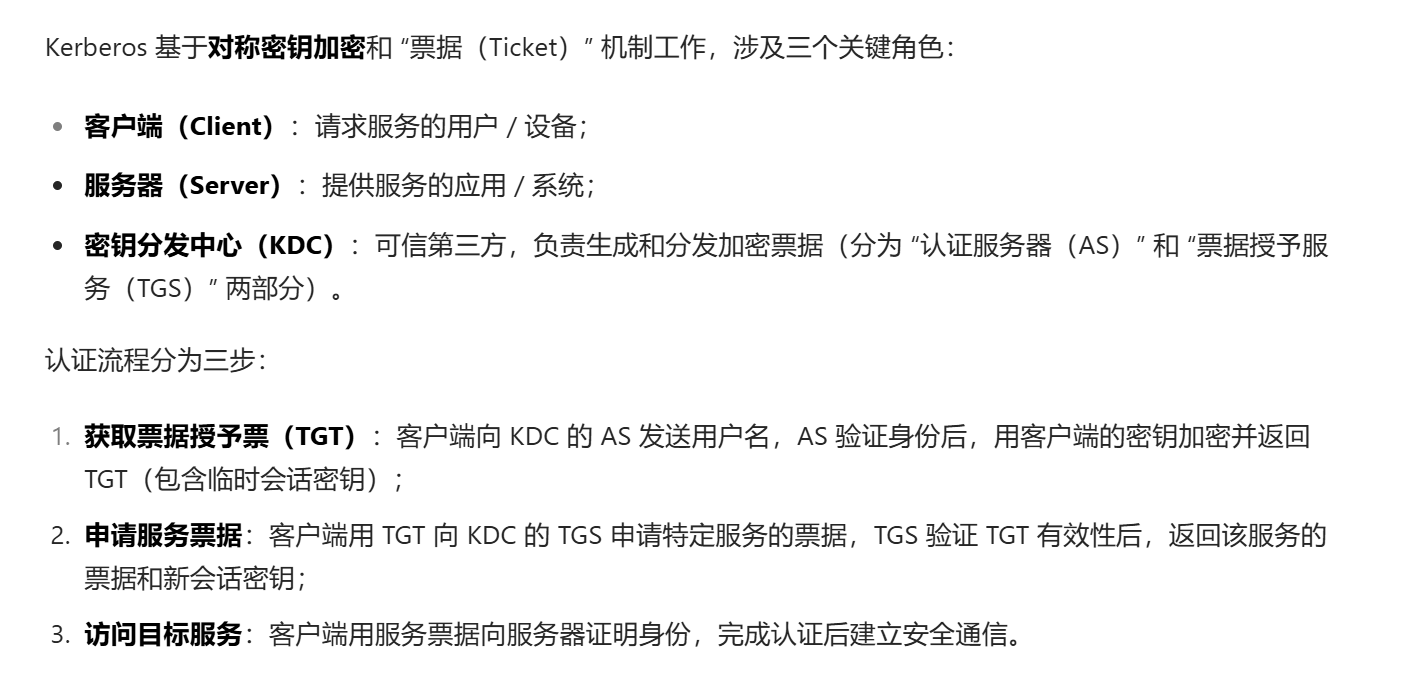 Kerberos 基于对称密钥加密和 “票据（Ticket）” 机制工作，涉及三个关键角色：
• 客户端（Client）：请求服务的用户 / 设备；
• 服务器（Server）：提供服务的应用 / 系统；
• 密钥分发中心（KDC）：可信第三方，负责生成和分发加密票据（分为 “认证服务器（AS）” 和 “票据授予服
务（TGS）” 两部分）。
认证流程分为三步：
1. 获取票据授予票（TGT）：客户端向 KDC 的 AS 发送用户名，AS 验证身份后，用客户端的密钥加密并返回
TGT（包含临时会话密钥）；
2. 申请服务票据：客户端用 TGT 向 KDC 的 TGS 申请特定服务的票据，TGS 验证 TGT 有效性后，返回该服务的
票据和新会话密钥；
3. 访问目标服务：客户端用服务票据向服务器证明身份，完成认证后建立安全通信。